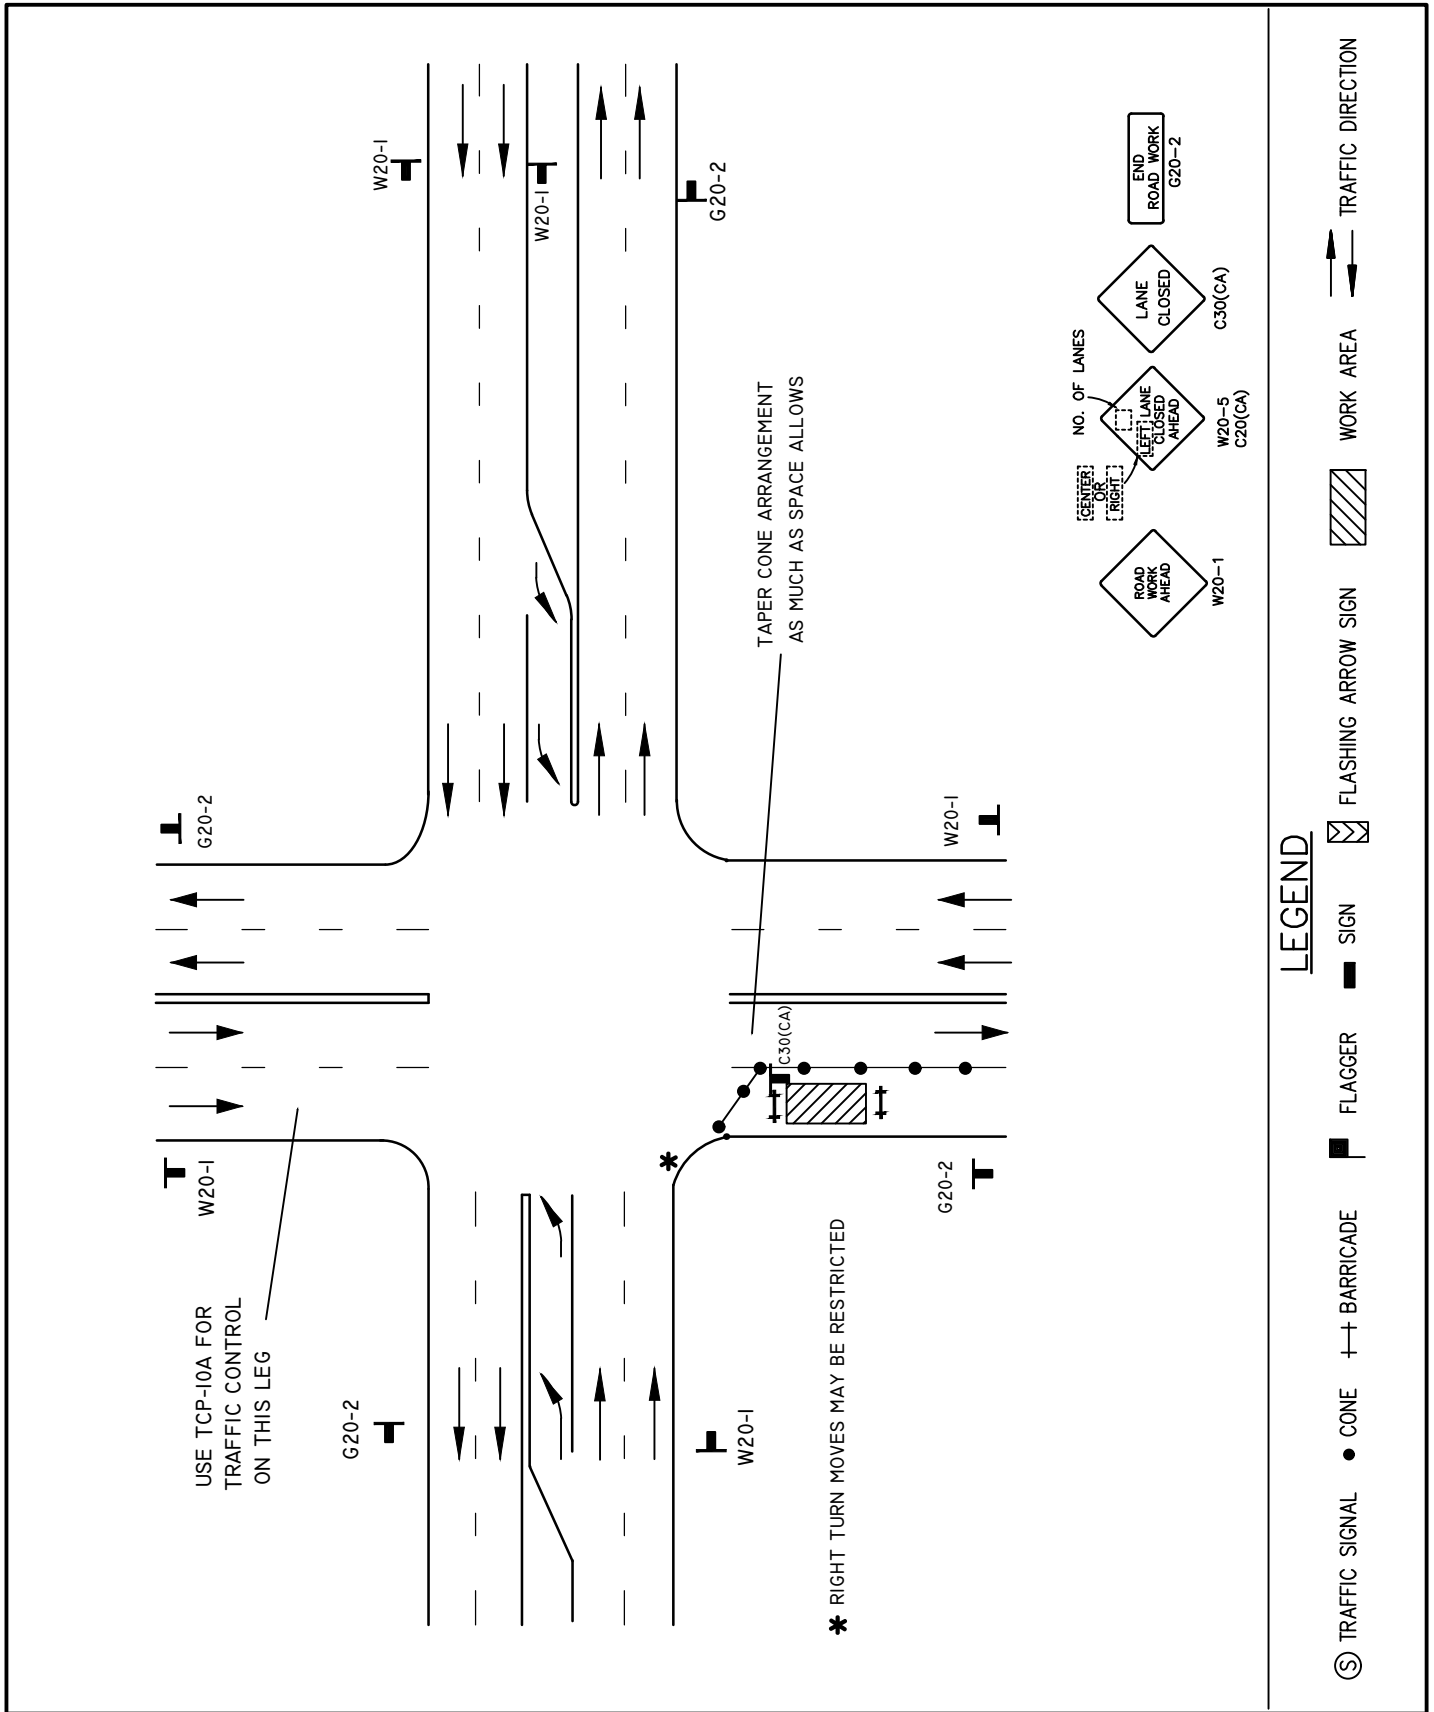 USE TCP-10A FOR
TRAFFIC CONTROL
ON THIS LEG
W20-1
G20-2
G20-2
W20-1
W20-1
TAPER CONE ARRANGEMENT
AS MUCH AS SPACE ALLOWS
C30(CA)
W20-1
G20-2
G20-2
W20-1
✱
✱ RIGHT TURN MOVES MAY BE RESTRICTED
ROAD
WORK
AHEAD
W20-1
CENTER
OR
RIGHT
NO. OF LANES
LEFT LANE
CLOSED
AHEAD
W20-5
C20(CA)
LANE
CLOSED
C30(CA)
END
ROAD WORK
G20-2
LEGEND
S TRAFFIC SIGNAL
CONE
BARRICADE
FLAGGER
SIGN
FLASHING ARROW SIGN
WORK AREA
TRAFFIC DIRECTION